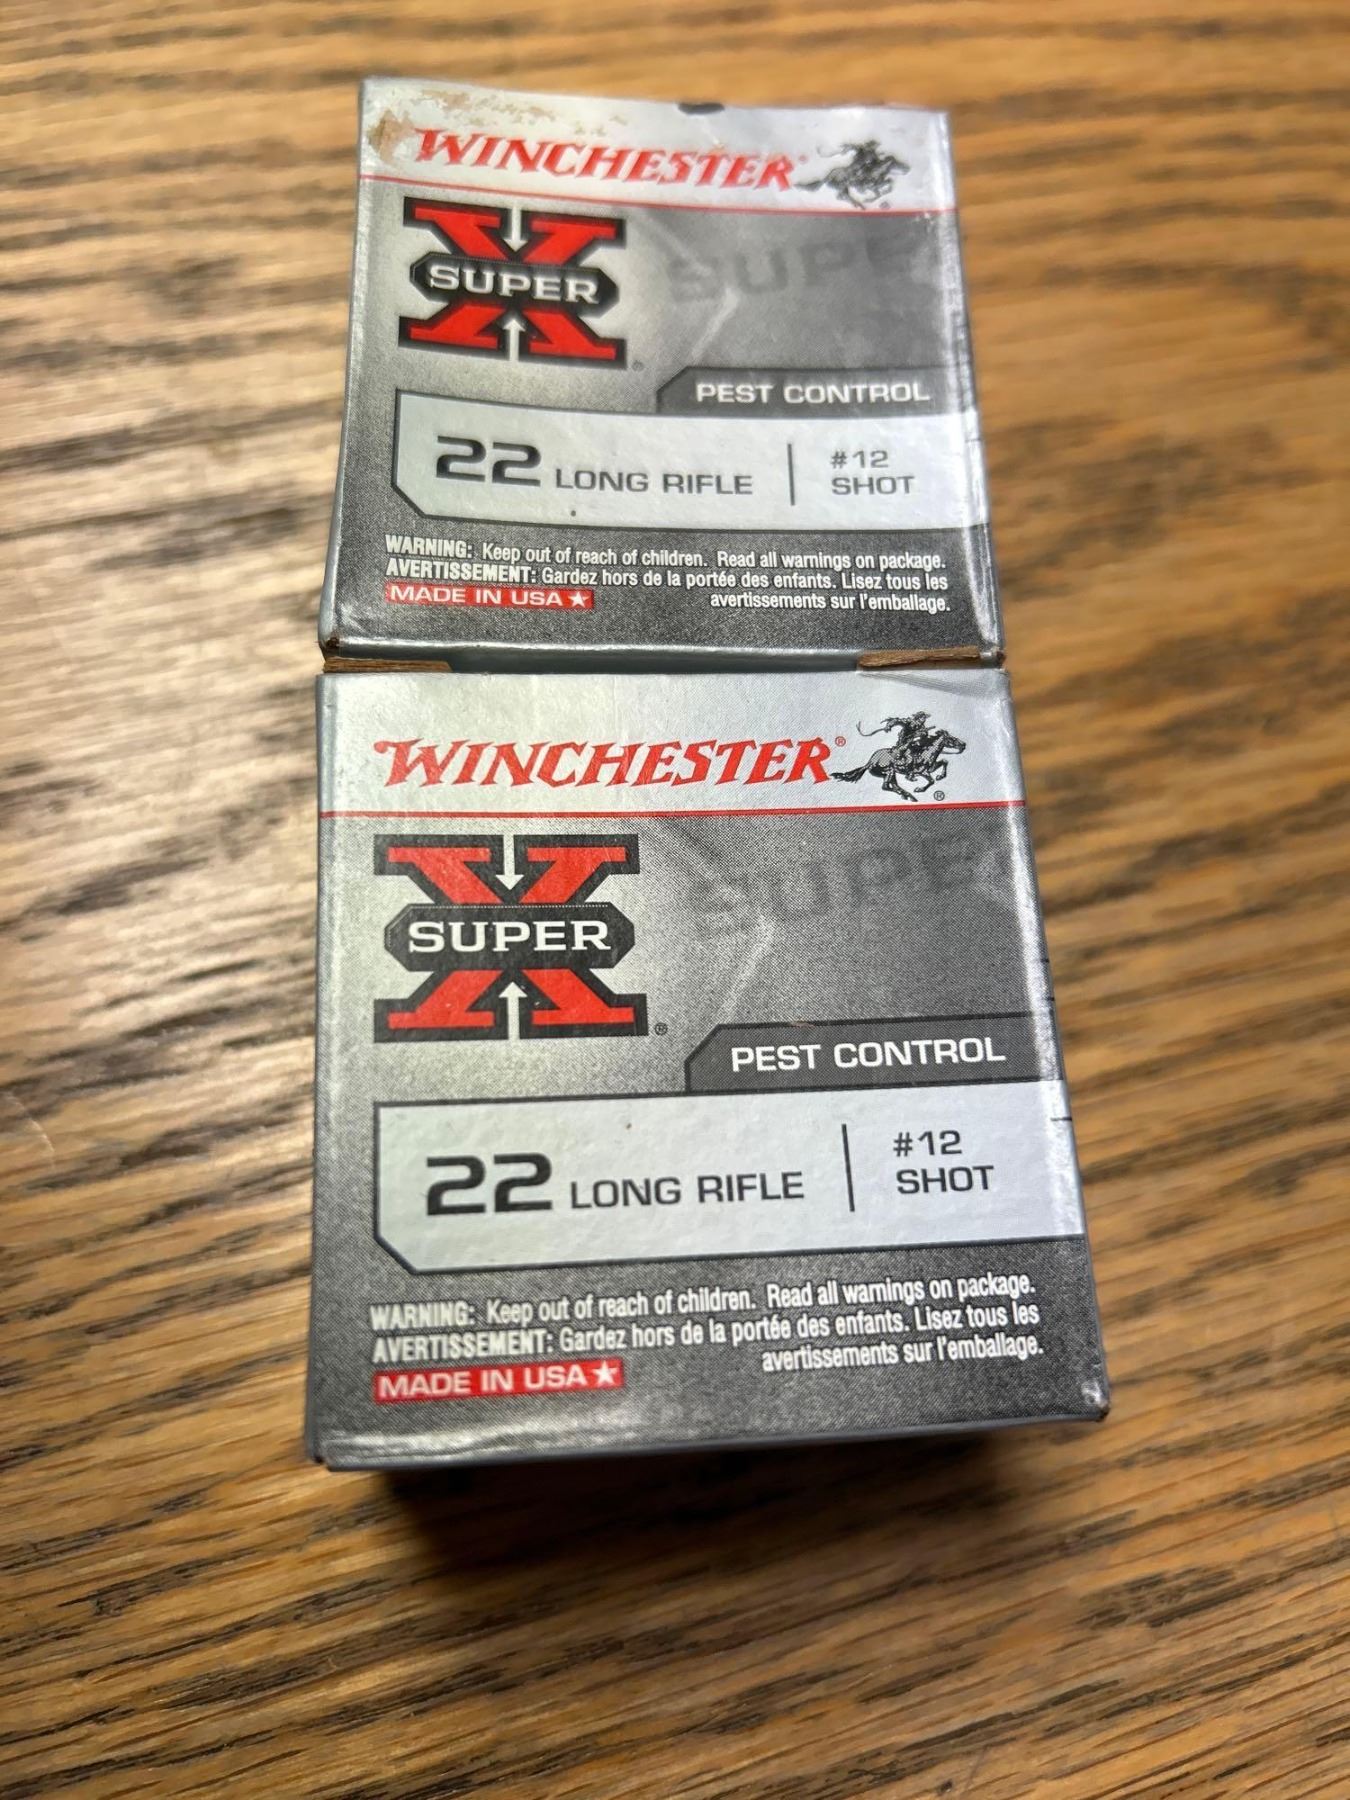 WINCHESTER
X
SUPER
SUPE
PEST CONTROL
22 LONG RIFLE
#12
SHOT
WARNING: Keep out of reach of children. Read all warnings on package.
AVERTISSEMENT: Gardez hors de la portée des enfants. Lisez tous les
avertissements sur l'emballage.
MADE IN USA ★
WINCHESTER®
®
X
SUPER
®
SUPE
PEST CONTROL
22 LONG RIFLE
#12
SHOT
WARNING: Keep out of reach of children. Read all warnings on package.
AVERTISSEMENT: Gardez hors de la portée des enfants. Lisez tous les
avertissements sur l'emballage.
MADE IN USA ★